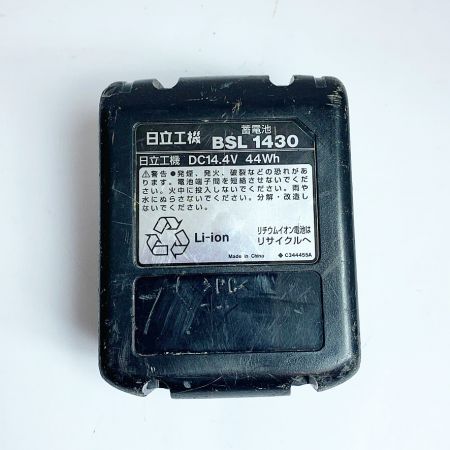 蓄電池
日立工機 BSL 1430
日立工機 DC14.4V 44Wh
⚠警告●発煙、発火、破裂などの恐れがあ
ります。電池端子間を短絡させないでくだ
さい。火中に投入しないでください。雨や
水にぬらさないでください。分解・改造し
ないでください。
Li-ion
リチウムイオン電池は
リサイクルへ
Made in China
◆ C344455A